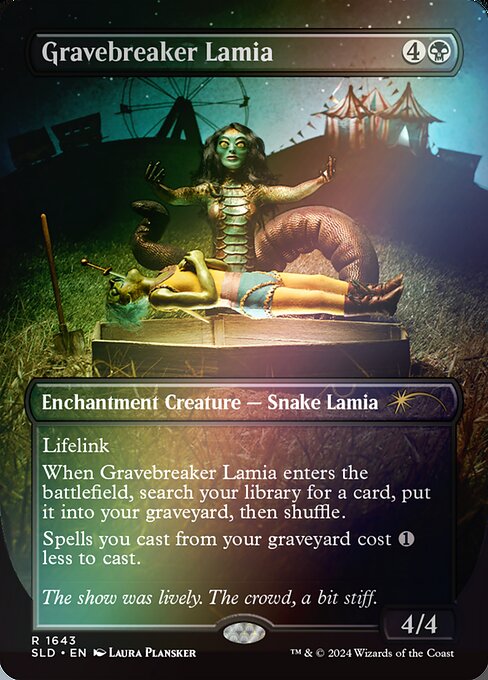 Gravebreaker Lamia 4
Enchantment Creature — Snake Lamia
Lifelink
When Gravebreaker Lamia enters the
battlefield, search your library for a card, put
it into your graveyard, then shuffle.
Spells you cast from your graveyard cost 1
less to cast.
The show was lively. The crowd, a bit stiff.
4/4
R 1643
SLD • EN Laura Plansker
™ & © 2024 Wizards of the Coast